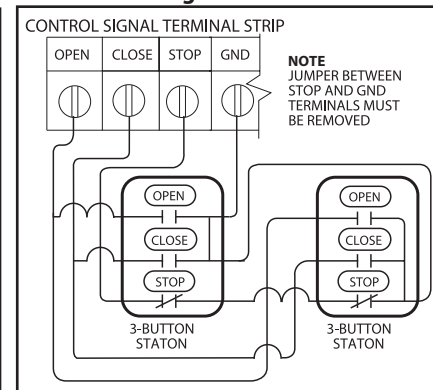 CONTROL SIGNAL TERMINAL STRIP
OPEN CLOSE STOP GND
NOTE
JUMPER BETWEEN
STOP AND GND
TERMINALS MUST
BE REMOVED
OPEN
CLOSE
STOP
3-BUTTON
STATON
OPEN
CLOSE
STOP
3-BUTTON
STATON